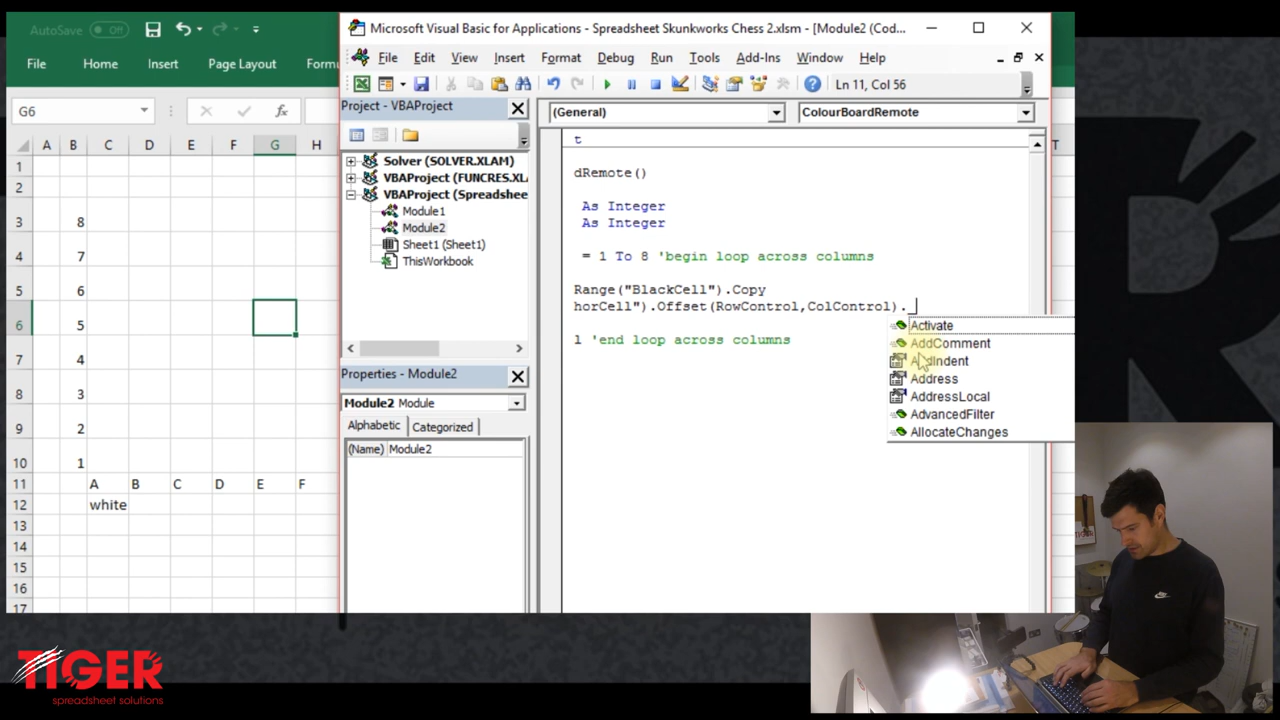 AutoSave Off
File Home Insert Page Layout Formu
G6 fx
A B C D E F G H T
1
2
3 8
4 7
5 6
6 5
7 4
8 3
9 2
10 1
11 A B C D E F
12 white
13
14
15
16
17
Microsoft Visual Basic for Applications - Spreadsheet Skunkworks Chess 2.xlsm - [Module2 (Cod...
File Edit View Insert Format Debug Run Tools Add-Ins Window Help
Ln 11, Col 56
Project - VBAProject
Solver (SOLVER.XLAM)
VBAProject (FUNCRES.XL
VBAProject (Spreadshee
Module1
Module2
Sheet1 (Sheet1)
ThisWorkbook
Properties - Module2
Module2 Module
Alphabetic Categorized
(Name) Module2
(General) ColourBoardRemote
t
dRemote()
As Integer
As Integer
= 1 To 8 'begin loop across columns
Range("BlackCell").Copy
horCell").Offset(RowControl,ColControl).
l 'end loop across columns
Activate
AddComment
AddIndent
Address
AddressLocal
AdvancedFilter
AllocateChanges
TIGER
spreadsheet solutions